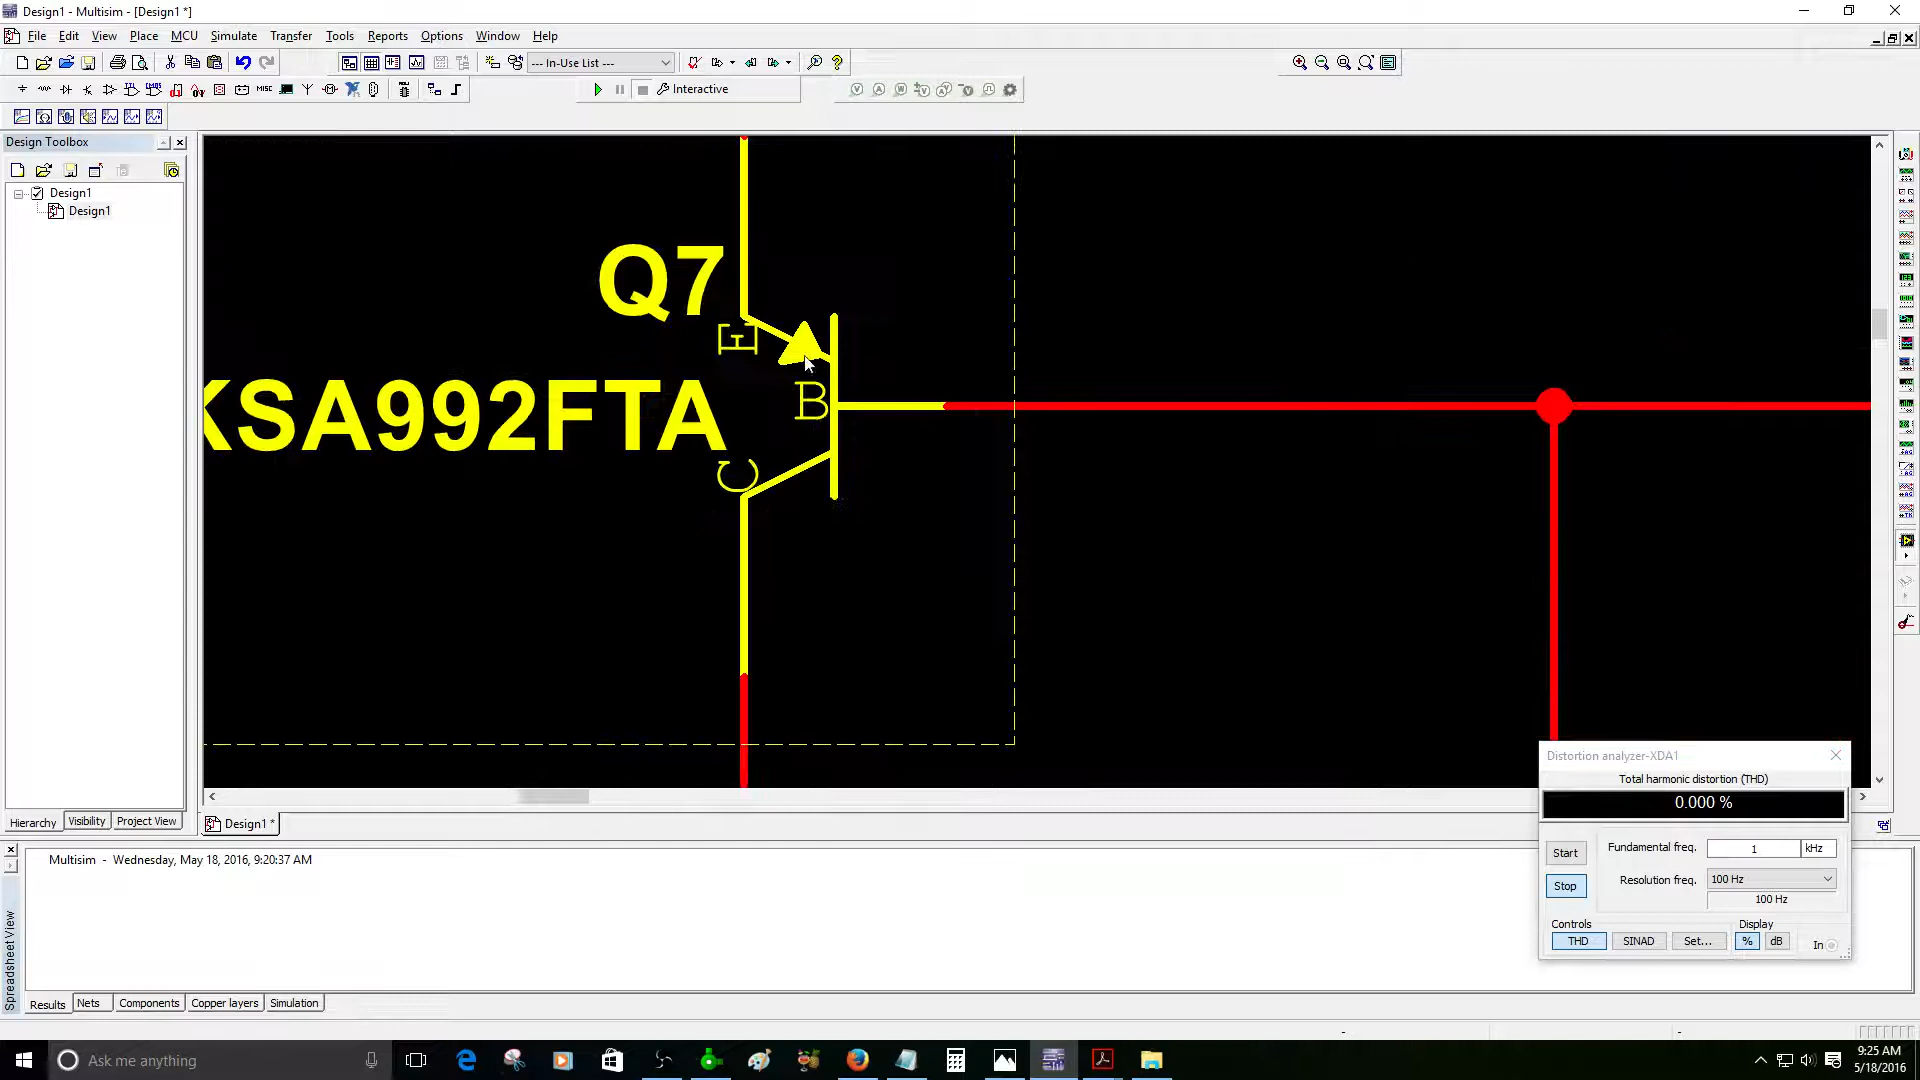 Design1 - Multisim - [Design1 *]
File Edit View Place MCU Simulate Transfer Tools Reports Options Window Help
--- In-Use List ---
MISC Interactive
Design Toolbox
Design1
Design1
Q7
E
B
KSA992FTA
C
Hierarchy Visibility Project View
Design1 *
Distortion analyzer-XDA1
Total harmonic distortion (THD)
0.000 %
Start Fundamental freq. 1 kHz
Stop Resolution freq. 100 Hz
100 Hz
Controls Display
THD SINAD Set... % dB In
Multisim - Wednesday, May 18, 2016, 9:20:37 AM
Spreadsheet View
Results Nets Components Copper layers Simulation
- -
Ask me anything
9:25 AM
5/18/2016